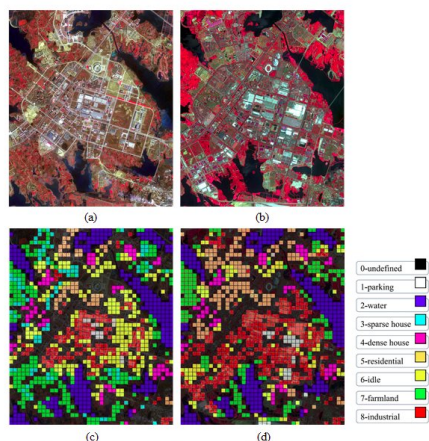 (a)
(b)
(c)
(d)
0-undefined
1-parking
2-water
3-sparse house
4-dense house
5-residential
6-idle
7-farmland
8-industrial